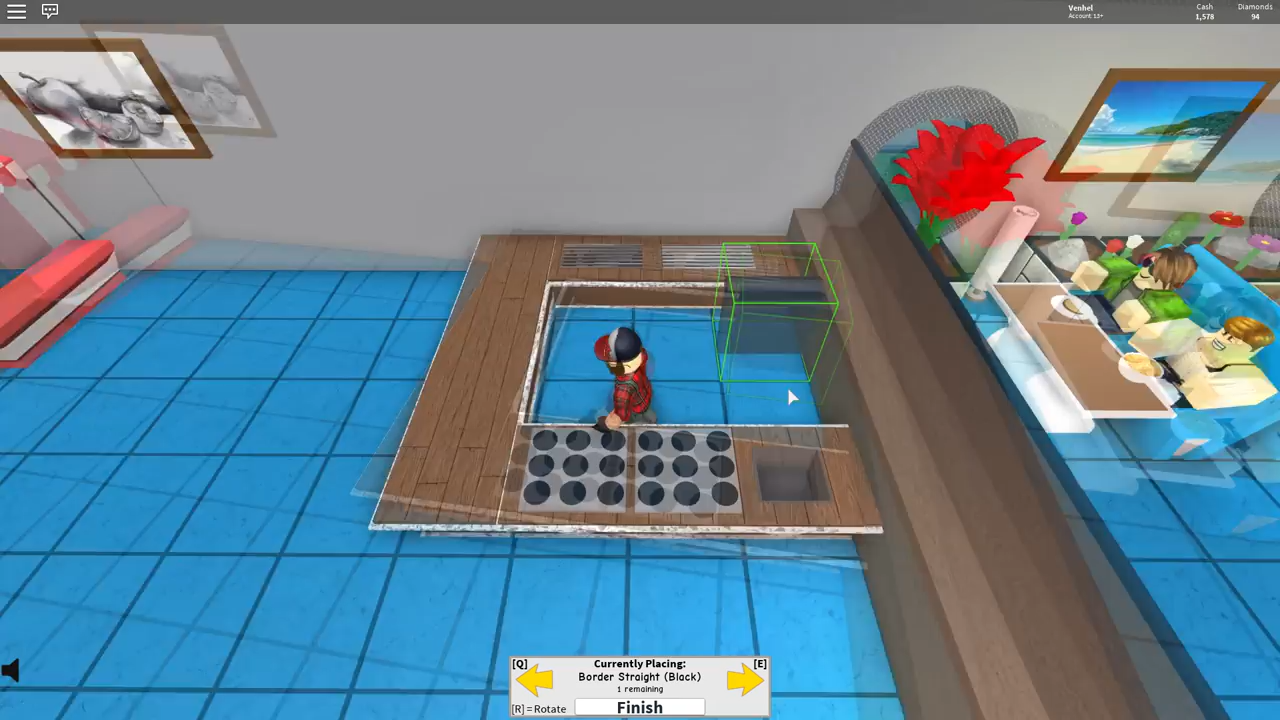 Venhel
Account: 13+
Cash
1,578
Diamonds
94
[Q]
Currently Placing:
[E]
Border Straight (Black)
1 remaining
[R] = Rotate
Finish